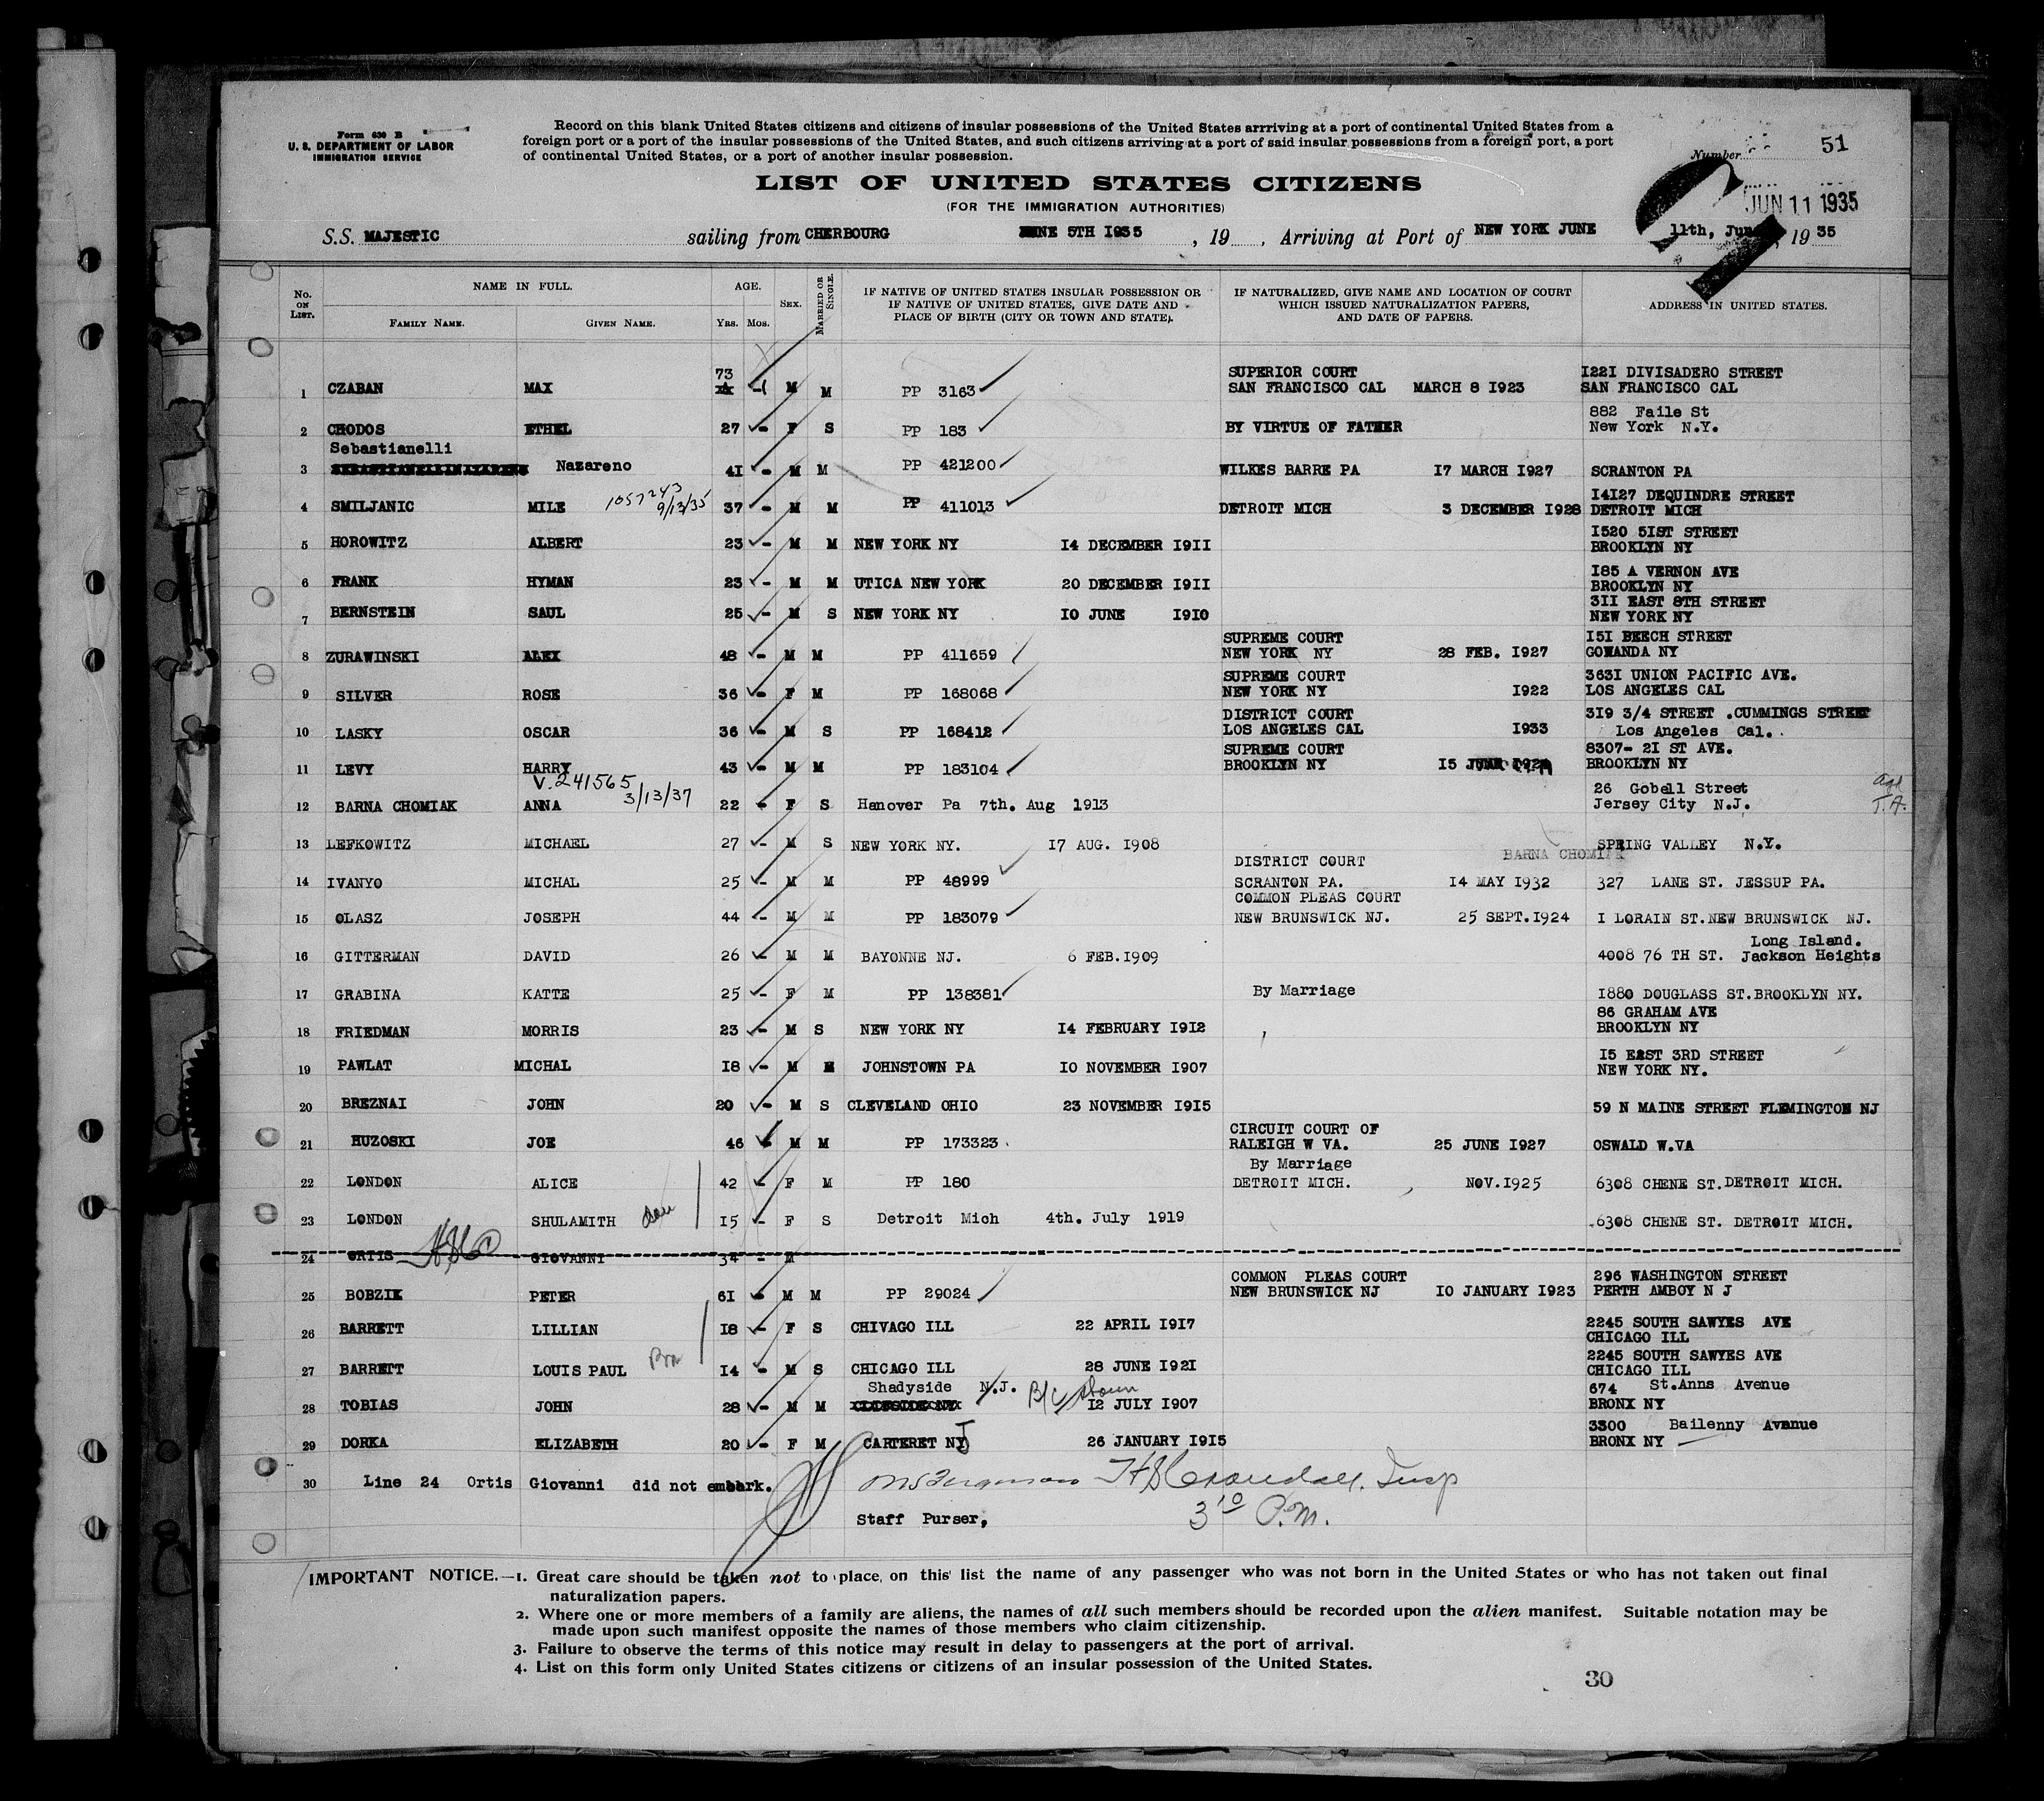 Form 630 B
U. S. DEPARTMENT OF LABOR
IMMIGRATION SERVICE
Record on this blank United States citizens and citizens of insular possessions of the United States arrriving at a port of continental United States from a
foreign port or a port of the insular possessions of the United States, and such citizens arriving at a port of said insular possessions from a foreign port, a port
of continental United States, or a port of another insular possession.
Number 51
LIST OF UNITED STATES CITIZENS
(FOR THE IMMIGRATION AUTHORITIES)
JUN 11 1935
S.S. MAJESTIC sailing from CHERBOURG JUNE 5TH 1935, 19 , Arriving at Port of NEW YORK JUNE 11th, June, 19 35
No. ON LIST. NAME IN FULL. AGE. SEX. MARRIED OR SINGLE. IF NATIVE OF UNITED STATES INSULAR POSSESSION OR IF NATIVE OF UNITED STATES, GIVE DATE AND PLACE OF BIRTH (CITY OR TOWN AND STATE). IF NATURALIZED, GIVE NAME AND LOCATION OF COURT WHICH ISSUED NATURALIZATION PAPERS, AND DATE OF PAPERS. ADDRESS IN UNITED STATES.
FAMILY NAME. GIVEN NAME. Yrs. Mos.
73 SUPERIOR COURT 1221 DIVISADERO STREET
1 CZABAN MAX M M PP 3163 SAN FRANCISCO CAL MARCH 8 1923 SAN FRANCISCO CAL
882 Faile St
2 CHODOS ETHEL 27 - F S PP 183 BY VIRTUE OF FATHER New York N.Y.
Sebastianelli
3 Nazareno 41 - M M PP 421200 WILKES BARRE PA 17 MARCH 1927 SCRANTON PA
1057243 14127 DEQUINDRE STREET
4 SMILJANIC MILE 9/13/35 37 - M M PP 411013 DETROIT MICH 3 DECEMBER 1928 DETROIT MICH
1520 51ST STREET
5 HOROWITZ ALBERT 23 - M M NEW YORK NY 14 DECEMBER 1911 BROOKLYN NY
185 A VERNON AVE
6 FRANK HYMAN 23 - M M UTICA NEW YORK 20 DECEMBER 1911 BROOKLYN NY
311 EAST 8TH STREET
7 BERNSTEIN SAUL 25 - M S NEW YORK NY 10 JUNE 1910 NEW YORK NY
SUPREME COURT 151 BEECH STREET
8 ZURAWINSKI ALEX 48 - M M PP 411659 NEW YORK NY 28 FEB. 1927 GOWANDA NY
SUPREME COURT 3631 UNION PACIFIC AVE.
9 SILVER ROSE 36 - F M PP 168068 NEW YORK NY 1922 LOS ANGELES CAL
DISTRICT COURT 319 3/4 STREET .CUMMINGS STREET
10 LASKY OSCAR 36 - M S PP 168412 LOS ANGELES CAL 1933 Los Angeles Cal.
SUPREME COURT 8307- 21 ST AVE.
11 LEVY HARRY 43 - M M PP 183104 BROOKLYN NY 15 BROOKLYN NY
V.241565 3/13/37 26 Gobell Street
12 BARNA CHOMIAK ANNA 22 - F S Hanover Pa 7th. Aug 1913 Jersey City N.J. T.A.
13 LEFKOWITZ MICHAEL 27 - M S NEW YORK NY. 17 AUG. 1908 SPRING VALLEY N.Y.
DISTRICT COURT BARNA CHOMIAK
14 IVANYO MICHAL 25 - M M PP 48999 SCRANTON PA. 14 MAY 1932 327 LANE ST. JESSUP PA.
COMMON PLEAS COURT
15 OLASZ JOSEPH 44 - M M PP 183079 NEW BRUNSWICK NJ. 25 SEPT.1924 1 LORAIN ST.NEW BRUNSWICK NJ.
Long Island.
16 GITTERMAN DAVID 26 - M M BAYONNE NJ. 6 FEB.1909 4008 76 TH ST. Jackson Heights
17 GRABINA KATTE 25 - F M PP 138381 By Marriage 1880 DOUGLASS ST.BROOKLYN NY.
86 GRAHAM AVE
18 FRIEDMAN MORRIS 23 - M S NEW YORK NY 14 FEBRUARY 1912 BROOKLYN NY
15 EAST 3RD STREET
19 PAWLAT MICHAL 18 - M M JOHNSTOWN PA 10 NOVEMBER 1907 NEW YORK NY.
20 BREZNAI JOHN 20 - M S CLEVELAND OHIO 23 NOVEMBER 1915 59 N MAINE STREET FLEMINGTON NJ
CIRCUIT COURT OF
21 HUZOSKI JOE 46 - M M PP 173323 RALEIGH W VA. 25 JUNE 1927 OSWALD W.VA
By Marriage
22 LONDON ALICE 42 - F M PP 180 DETROIT MICH. NOV.1925 6308 CHENE ST.DETROIT MICH.
23 LONDON SHULAMITH dau 15 - F S Detroit Mich 4th. July 1919 6308 CHENE ST. DETROIT MICH.
24 ORTIS GIOVANNI 34 - M
COMMON PLEAS COURT 296 WASHINGTON STREET
25 BOBZIK PETER 61 - M M PP 29024 NEW BRUNSWICK NJ 10 JANUARY 1923 PERTH AMBOY N J
2245 SOUTH SAWYES AVE
26 BARRETT LILLIAN 18 - F S CHIVAGO ILL 22 APRIL 1917 CHICAGO ILL
2245 SOUTH SAWYES AVE
27 BARRETT LOUIS PAUL Bro 14 - M S CHICAGO ILL 28 JUNE 1921 CHICAGO ILL
Shadyside N.J. B/C shown 674 St.Anns Avenue
28 TOBIAS JOHN 28 - M M 12 JULY 1907 BRONX NY
3300 Bailenny Avenue
29 DORKA ELIZABETH 20 - F M CARTERET NJ 26 JANUARY 1915 BRONX NY
30 Line 24 Ortis Giovanni did not embark. Insp
Staff Purser, 3 10 P.M.
IMPORTANT NOTICE.—1. Great care should be taken not to place on this list the name of any passenger who was not born in the United States or who has not taken out final
naturalization papers.
2. Where one or more members of a family are aliens, the names of all such members should be recorded upon the alien manifest. Suitable notation may be
made upon such manifest opposite the names of those members who claim citizenship.
3. Failure to observe the terms of this notice may result in delay to passengers at the port of arrival.
4. List on this form only United States citizens or citizens of an insular possession of the United States.
30